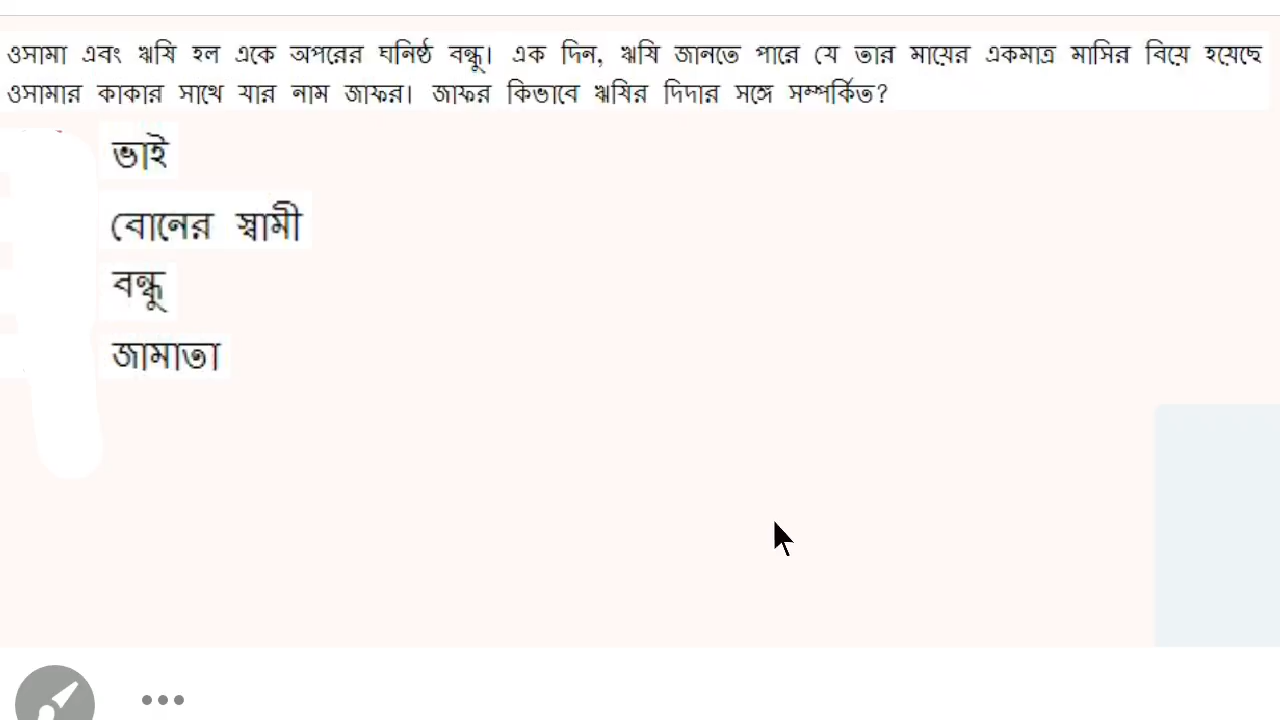 ওসামা এবং ঋষি হল একে অপরের ঘনিষ্ঠ বন্ধু। এক দিন, ঋষি জানতে পারে যে তার মায়ের একমাত্র মাসির বিয়ে হয়েছে
ওসামার কাকার সাথে যার নাম জাফর। জাফর কিভাবে ঋষির দিদার সঙ্গে সম্পর্কিত?
ভাই
বোনের স্বামী
বন্ধু
জামাতা